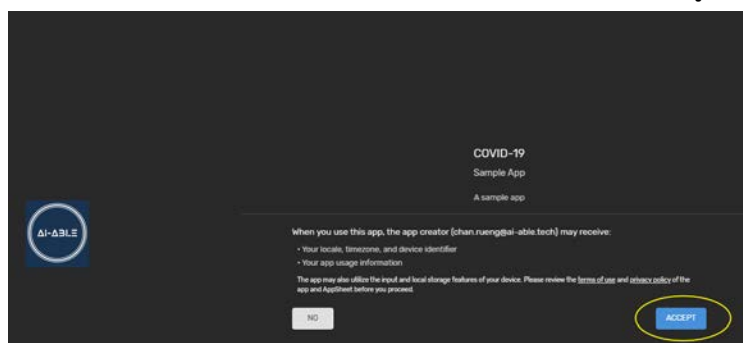 COVID-19
Sample App
A sample app
AI-ABLE
When you use this app, the app creator (chan.rueng@ai-able.tech) may receive:
• Your locale, timezone, and device identifier
• Your app usage information
The app may also utilize the input and local storage features of your device. Please review the terms of use and privacy policy of the
app and AppSheet before you proceed.
NO
ACCEPT